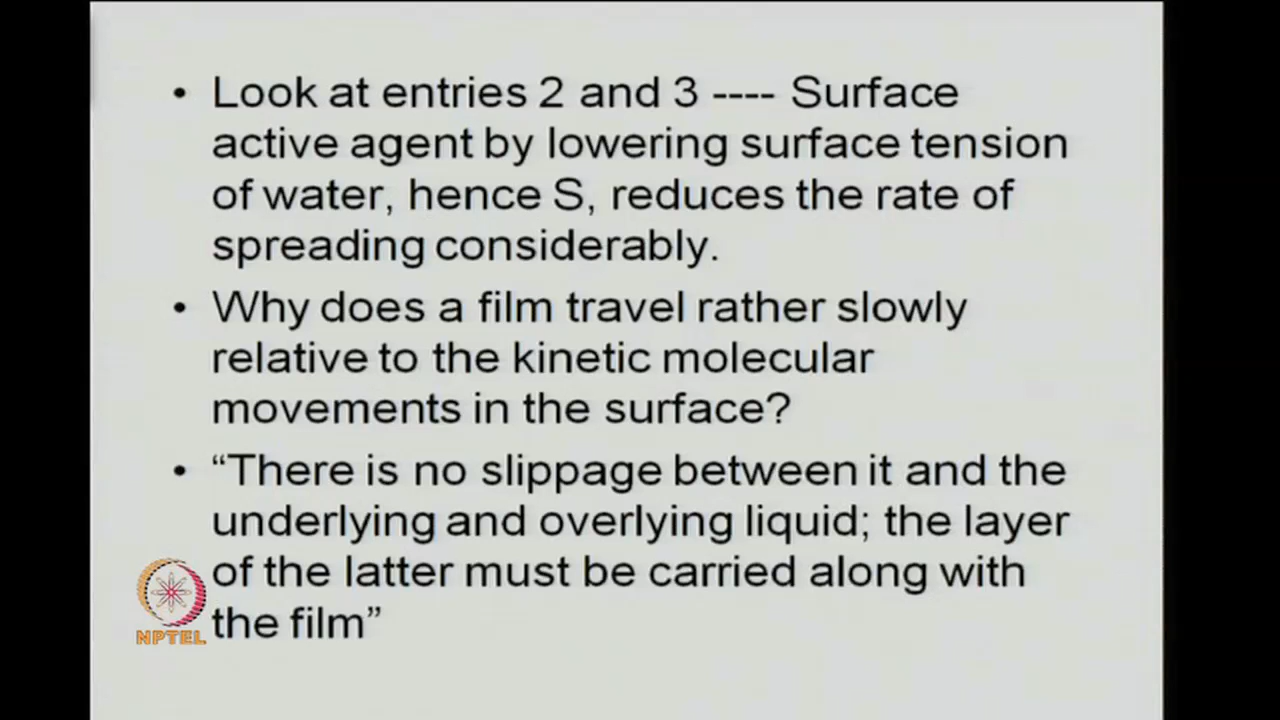 • Look at entries 2 and 3 ---- Surface
active agent by lowering surface tension
of water, hence S, reduces the rate of
spreading considerably.
• Why does a film travel rather slowly
relative to the kinetic molecular
movements in the surface?
• “There is no slippage between it and the
underlying and overlying liquid; the layer
of the latter must be carried along with
the film”
NPTEL